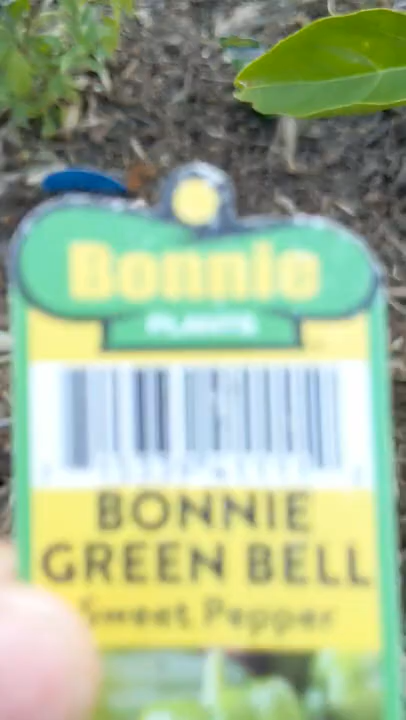 Bonnie
PLANTS
BONNIE
GREEN BELL
Sweet Pepper